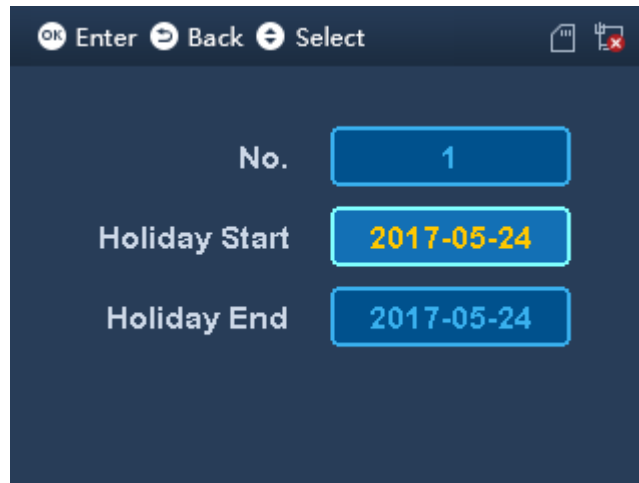 OK Enter Back Select
No. 1
Holiday Start 2017-05-24
Holiday End 2017-05-24